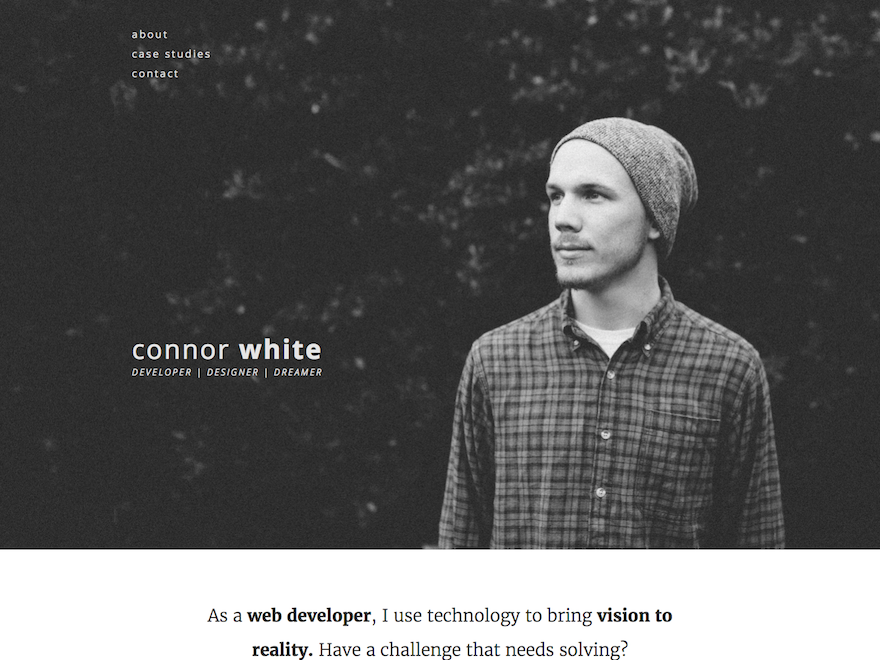 about
case studies
contact
connor white
DEVELOPER | DESIGNER | DREAMER
As a web developer, I use technology to bring vision to
reality. Have a challenge that needs solving?